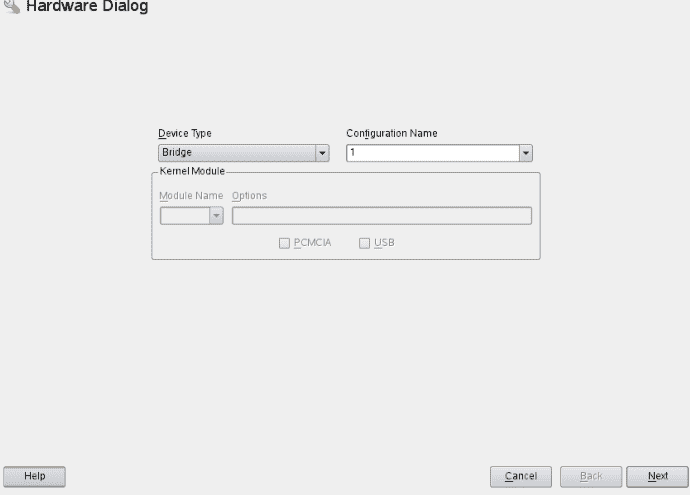 Hardware Dialog
Device Type Configuration Name
Bridge 1
Kernel Module
Module Name Options
PCMCIA USB
Help Cancel Back Next